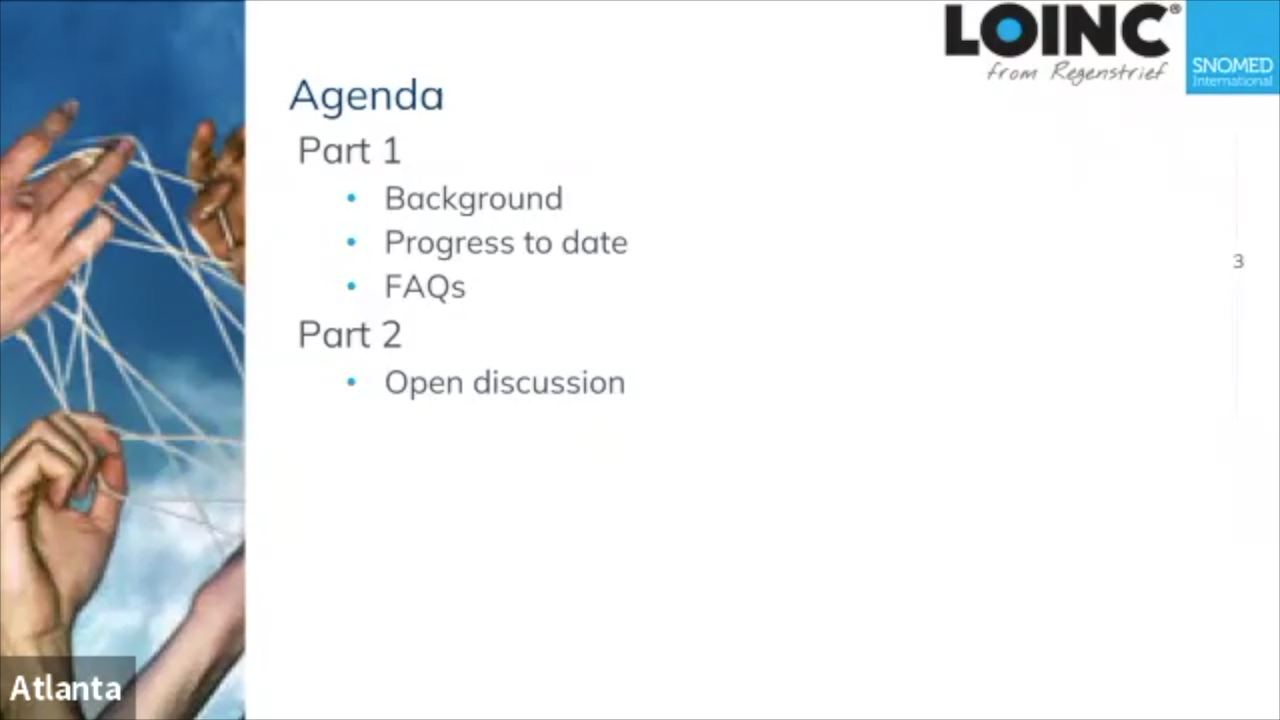 LOINC®
from Regenstrief
SNOMED
International
Agenda
Part 1
• Background
• Progress to date
• FAQs
3
Part 2
• Open discussion
Atlanta